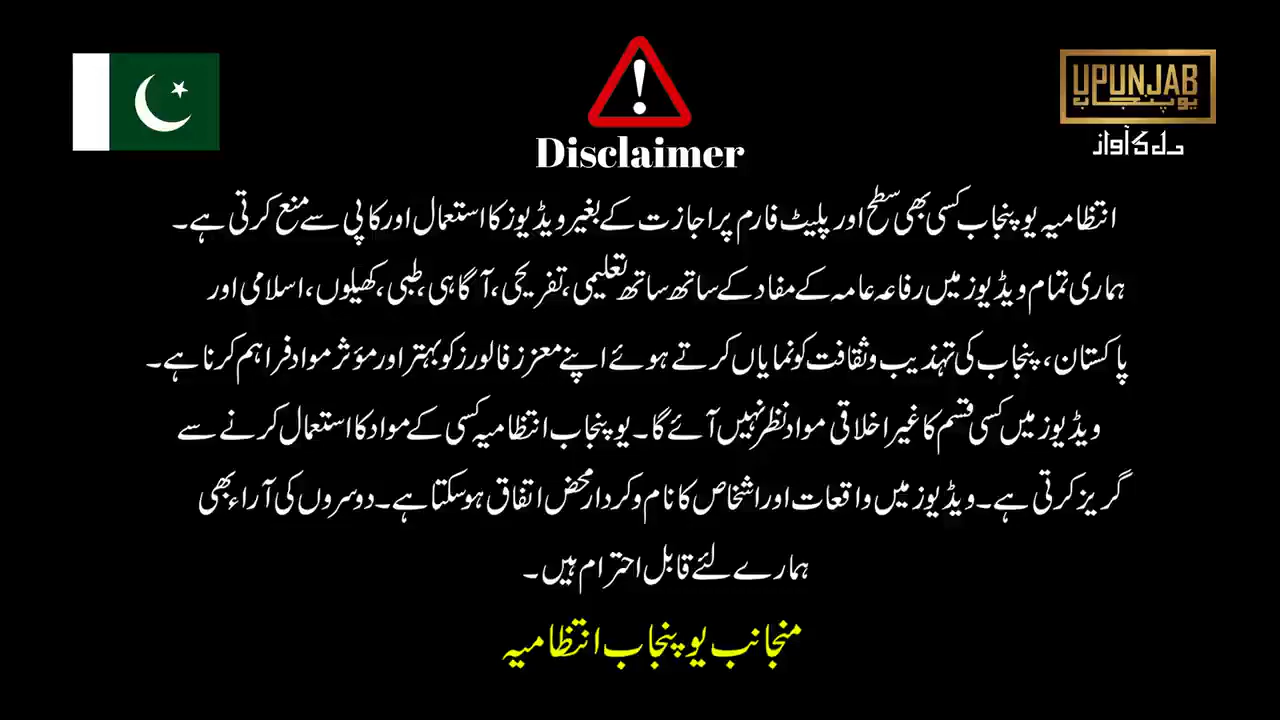 UPUNJAB
یو پنجاب
دل کی آواز
Disclaimer
انتظامیہ یو پنجاب کسی بھی سطح اور پلیٹ فارم پر اجازت کے بغیر ویڈیوز کا استعمال اور کاپی سے منع کرتی ہے۔
ہماری تمام ویڈیوز میں رفاعہ عامہ کے مفاد کے ساتھ ساتھ تعلیمی، تفریحی، آگاہی، طبی، کھیلوں، اسلامی اور
پاکستان، پنجاب کی تہذیب و ثقافت کو نمایاں کرتے ہوئے اپنے معزز فالورز کو بہتر اور مؤثر مواد فراہم کرنا ہے۔
ویڈیوز میں کسی قسم کا غیر اخلاقی مواد نظر نہیں آئے گا۔ یو پنجاب انتظامیہ کسی کے مواد کا استعمال کرنے سے
گریز کرتی ہے۔ ویڈیوز میں واقعات اور اشخاص کا نام و کردار محض اتفاق ہو سکتا ہے۔ دوسروں کی آراء بھی
ہمارے لئے قابل احترام ہیں۔
منجانب یو پنجاب انتظامیہ